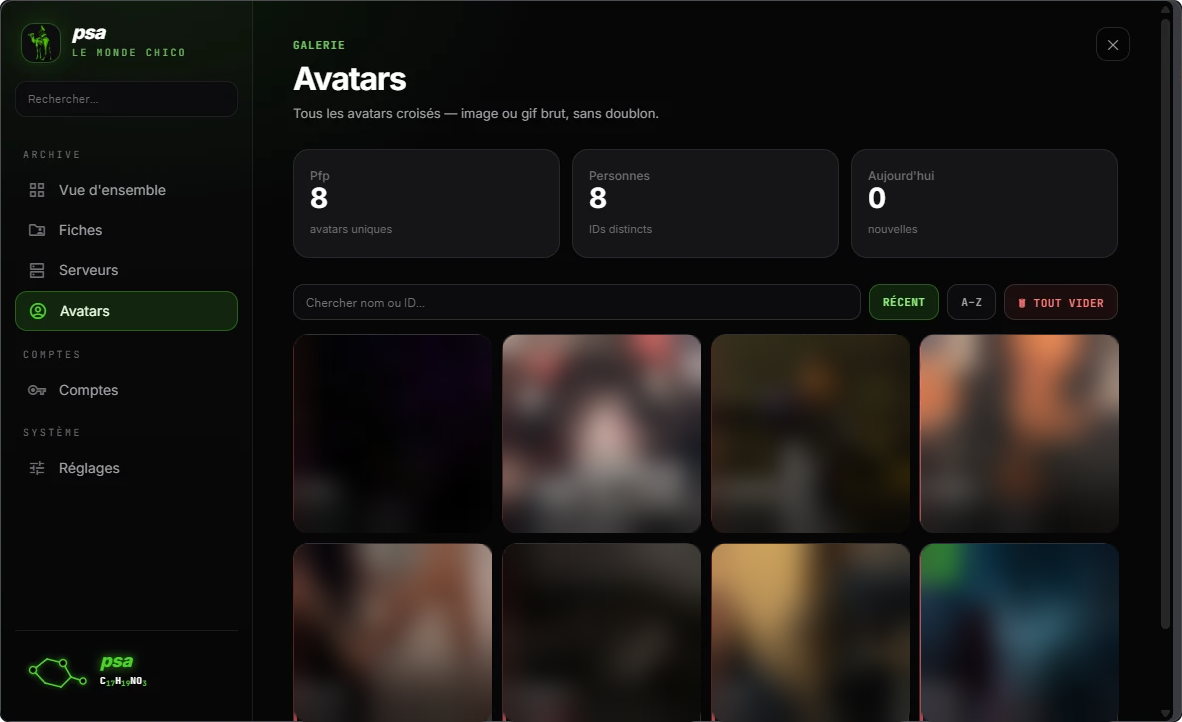 psa
LE MONDE CHICO
Rechercher...
ARCHIVE
Vue d'ensemble
Fiches
Serveurs
Avatars
COMPTES
Comptes
SYSTÈME
Réglages
psa
C₁₇H₁₉NO₃
GALERIE
Avatars
Tous les avatars croisés — image ou gif brut, sans doublon.
Pfp
8
avatars uniques
Personnes
8
IDs distincts
Aujourd'hui
0
nouvelles
Chercher nom ou ID...
RÉCENT
A–Z
TOUT VIDER